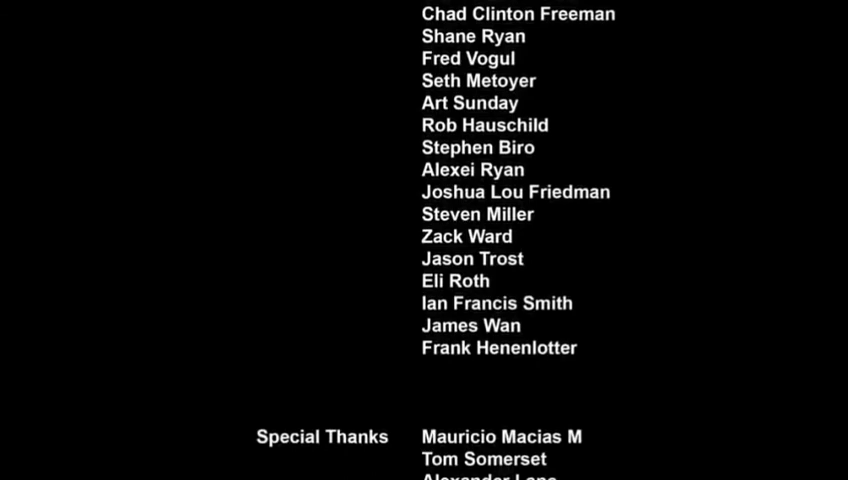 Chad Clinton Freeman
Shane Ryan
Fred Vogul
Seth Metoyer
Art Sunday
Rob Hauschild
Stephen Biro
Alexei Ryan
Joshua Lou Friedman
Steven Miller
Zack Ward
Jason Trost
Eli Roth
Ian Francis Smith
James Wan
Frank Henenlotter
Special Thanks Mauricio Macias M
Tom Somerset
Alexander